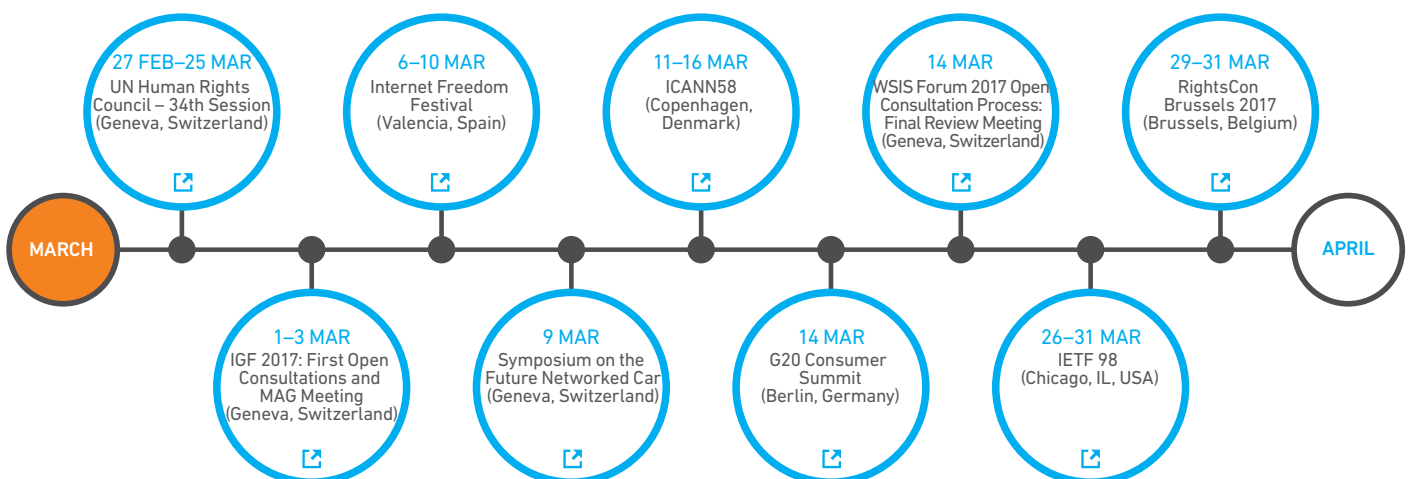 27 FEB–25 MAR
UN Human Rights
Council – 34th Session
(Geneva, Switzerland)
6–10 MAR
Internet Freedom
Festival
(Valencia, Spain)
11–16 MAR
ICANN58
(Copenhagen,
Denmark)
14 MAR
WSIS Forum 2017 Open
Consultation Process:
Final Review Meeting
(Geneva, Switzerland)
29–31 MAR
RightsCon
Brussels 2017
(Brussels, Belgium)
MARCH
APRIL
1–3 MAR
IGF 2017: First Open
Consultations and
MAG Meeting
(Geneva, Switzerland)
9 MAR
Symposium on the
Future Networked Car
(Geneva, Switzerland)
14 MAR
G20 Consumer
Summit
(Berlin, Germany)
26–31 MAR
IETF 98
(Chicago, IL, USA)